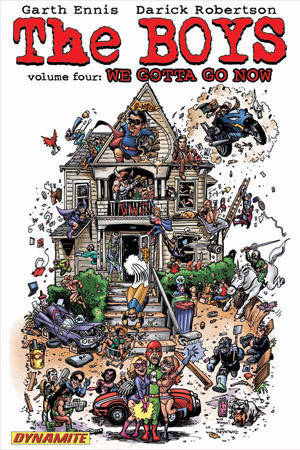 Garth Ennis Darick Robertson
The BOYS
volume four: WE GOTTA GO NOW
DYNAMITE